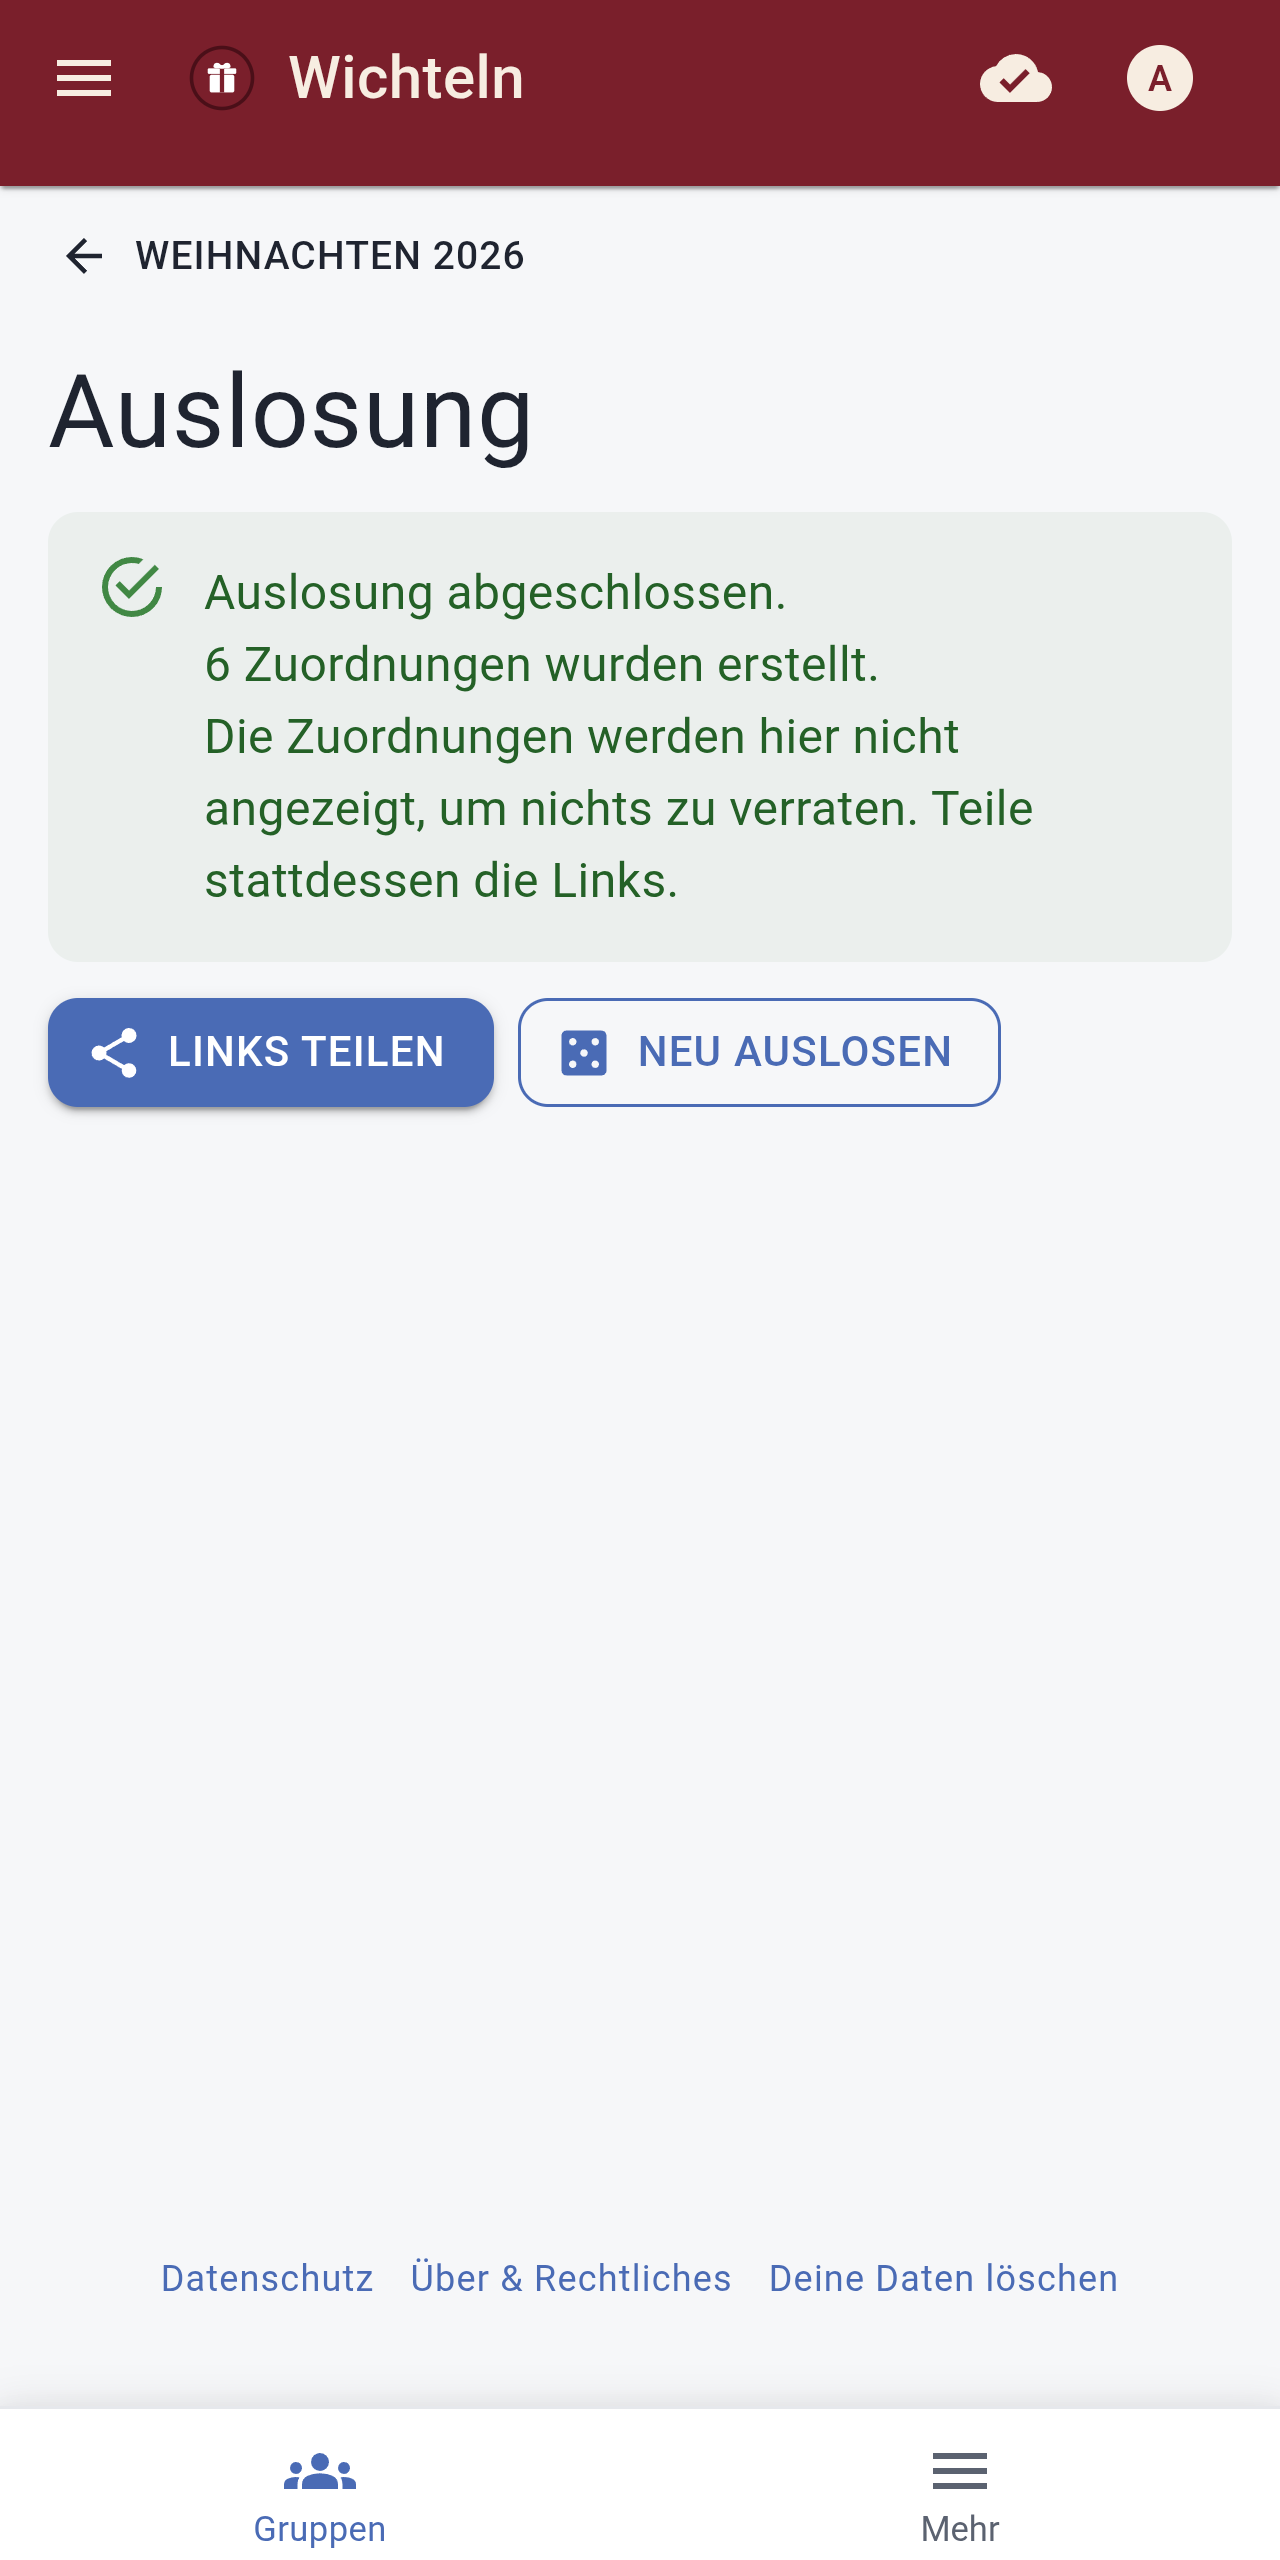 Wichteln
A
WEIHNACHTEN 2026
Auslosung
Auslosung abgeschlossen.
6 Zuordnungen wurden erstellt.
Die Zuordnungen werden hier nicht
angezeigt, um nichts zu verraten. Teile
stattdessen die Links.
LINKS TEILEN
NEU AUSLOSEN
Datenschutz
Über & Rechtliches
Deine Daten löschen
Gruppen
Mehr